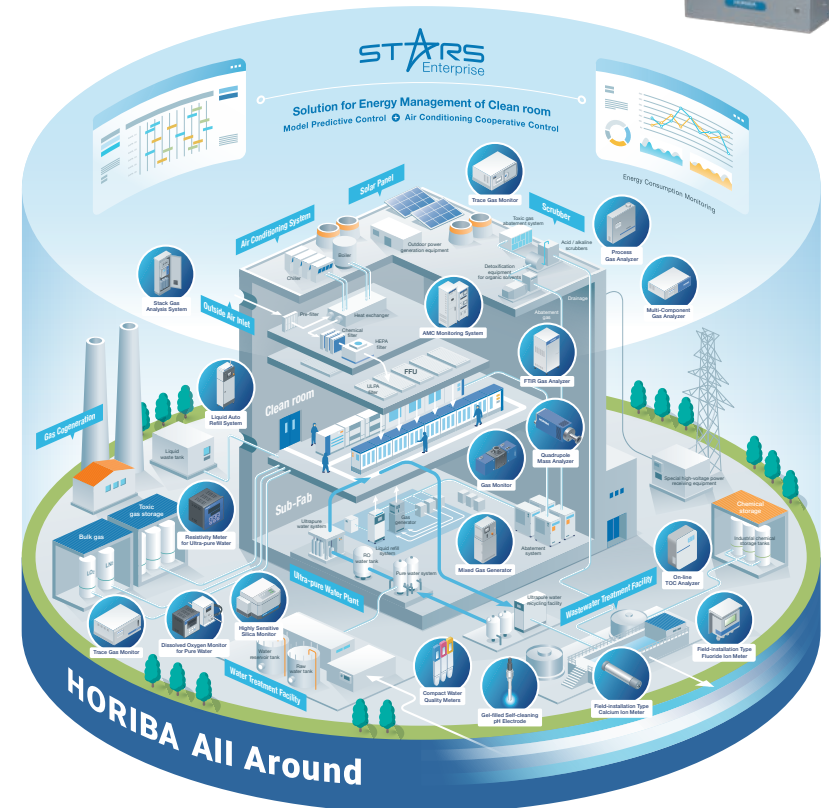 HORIBA
STARS
Enterprise
Solution for Energy Management of Clean room
Model Predictive Control + Air Conditioning Cooperative Control
Energy Consumption Monitoring
Trace Gas Monitor
Solar Panel
Scrubber
Air Conditioning System
Toxic gas
abatement system
Outdoor power
generation equipment
Acid / alkaline
scrubbers
Process
Gas Analyzer
Boiler
Chiller
Detoxification
equipment
for organic solvents
Multi-Component
Gas Analyzer
Stack Gas
Analysis System
Outside Air Inlet
Pre-filter
Heat exchanger
Chemical
filter
HEPA
filter
AMC Monitoring System
Abatement
gas
Drainage
FFU
ULPA
filter
FTIR Gas Analyzer
Clean room
Liquid Auto
Refill System
Gas Cogeneration
Liquid
waste tank
Quadrupole
Mass Analyzer
Gas Monitor
Special high-voltage power
receiving equipment
Sub-Fab
Toxic
gas storage
Bulk gas
Resistivity Meter
for Ultra-pure Water
Ultrapure
water system
Gas
generator
Liquid refill
system
RO
water tank
Pure water system
Mixed Gas Generator
Abatement
system
Chemical
storage
Industrial chemical
storage tanks
On-line
TOC Analyzer
Ultra-pure Wafer Plant
Ultrapure water
recycling facility
Wastewater Treatment Facility
Trace Gas Monitor
Dissolved Oxygen Monitor
for Pure Water
Highly Sensitive
Silica Monitor
Water
reservoir tank
Raw
water tank
Water Treatment Facility
Compact Water
Quality Meters
Gel-filled Self-cleaning
pH Electrode
Field-installation Type
Calcium Ion Meter
Field-installation Type
Fluoride Ion Meter
HORIBA All Around